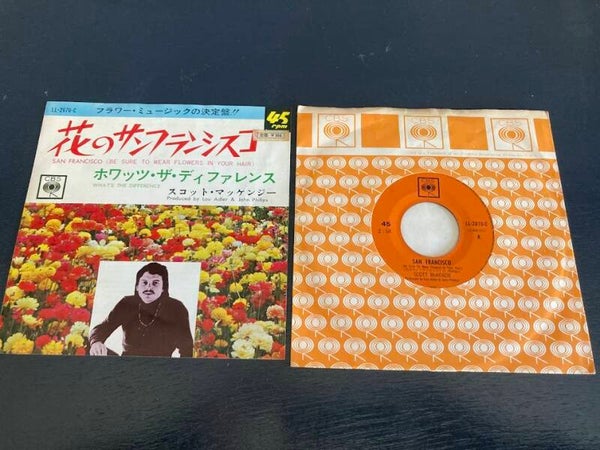 LL-2070-C
フラワー・ミュージックの決定盤!!
45
rpm
花のサンフランシスコ
SAN FRANCISCO (BE SURE TO WEAR FLOWERS IN YOUR HAIR)
CBS
ホワッツ・ザ・ディファレンス
WHAT'S THE DIFFERENCE
スコット・マッケンジー
Produced by Lou Adler & John Phillips
CBS
CBS
CBS
45
LL-2070-C
A
SAN FRANCISCO
SCOTT McKENZIE